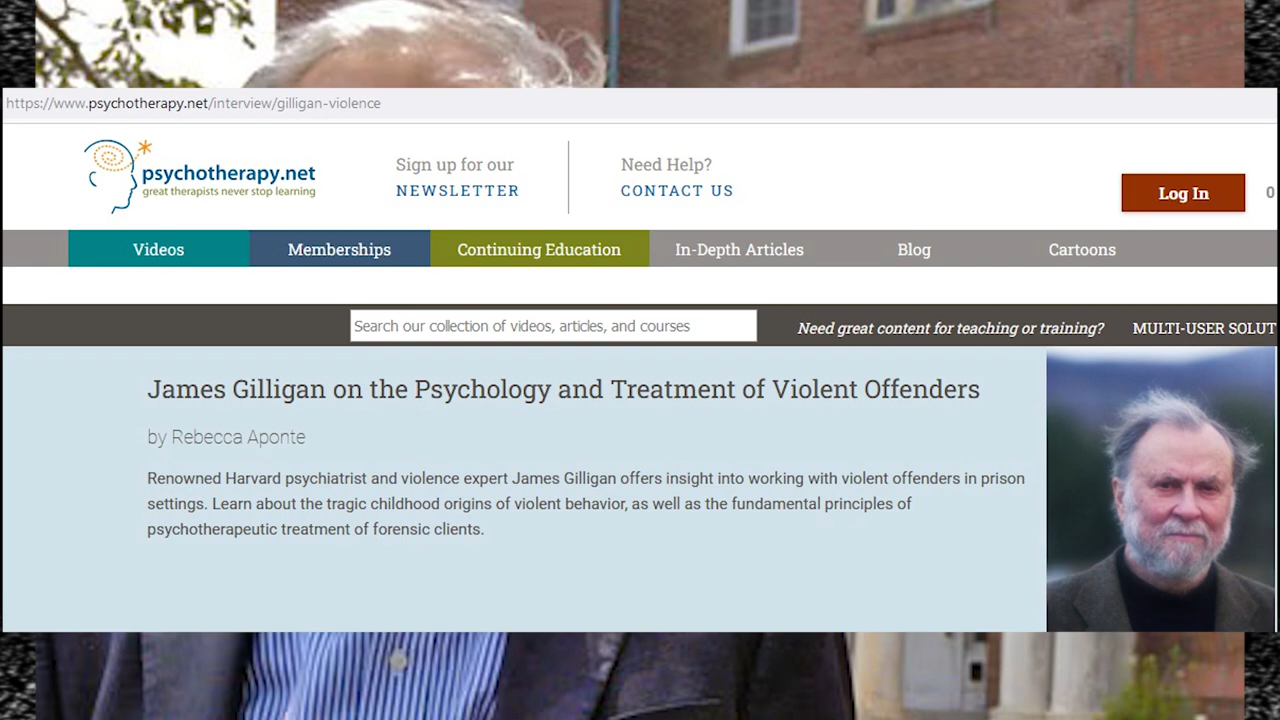 https://www.psychotherapy.net/interview/gilligan-violence
psychotherapy.net
great therapists never stop learning
Sign up for our
NEWSLETTER
Need Help?
CONTACT US
Log In
0
Videos
Memberships
Continuing Education
In-Depth Articles
Blog
Cartoons
Search our collection of videos, articles, and courses
Need great content for teaching or training?
MULTI-USER SOLUT
James Gilligan on the Psychology and Treatment of Violent Offenders
by Rebecca Aponte
Renowned Harvard psychiatrist and violence expert James Gilligan offers insight into working with violent offenders in prison
settings. Learn about the tragic childhood origins of violent behavior, as well as the fundamental principles of
psychotherapeutic treatment of forensic clients.